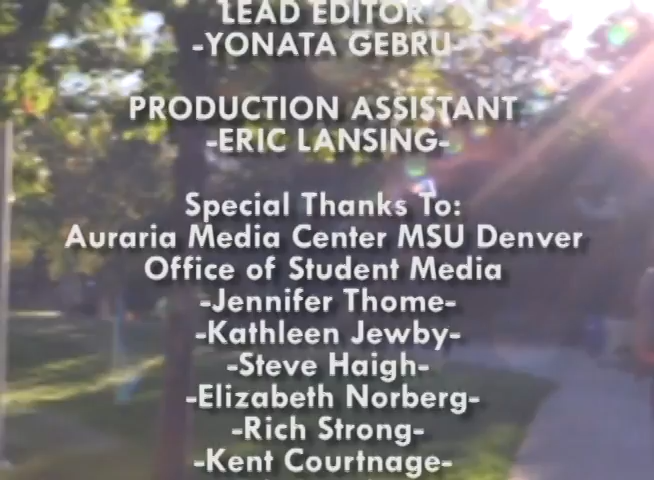 LEAD EDITOR
-YONATA GEBRU-
PRODUCTION ASSISTANT
-ERIC LANSING-
Special Thanks To:
Auraria Media Center MSU Denver
Office of Student Media
-Jennifer Thome-
-Kathleen Jewby-
-Steve Haigh-
-Elizabeth Norberg-
-Rich Strong-
-Kent Courtnage-